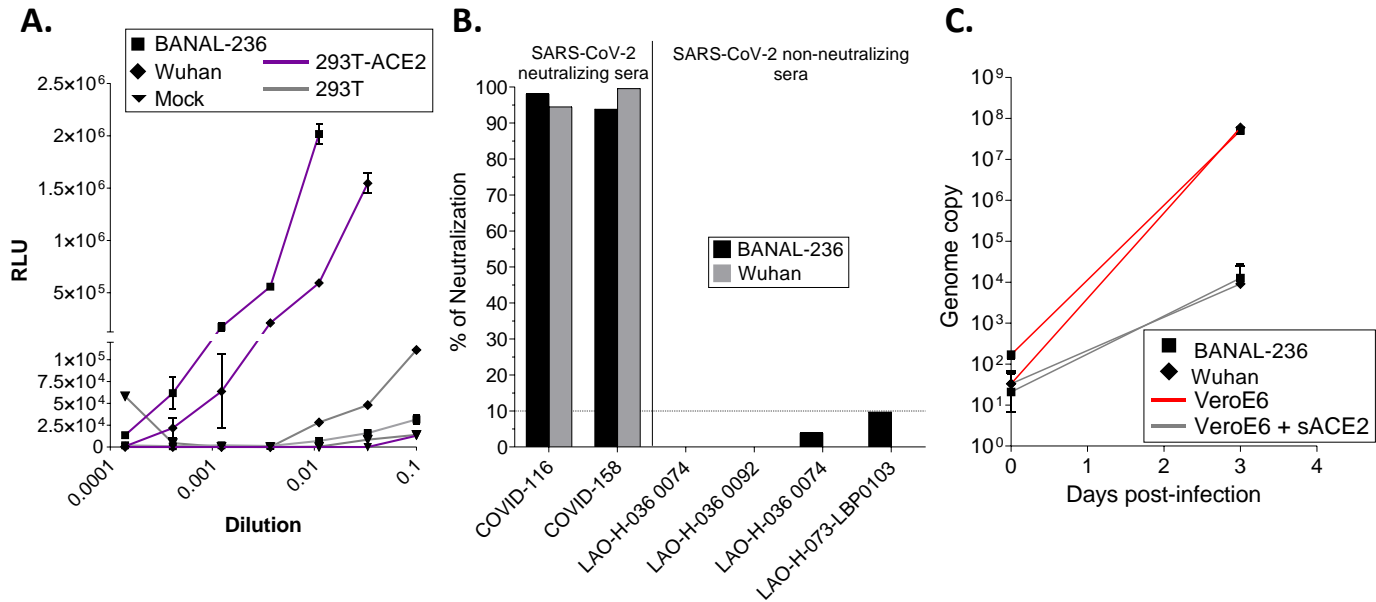 A.
BANAL-236
Wuhan
Mock
293T-ACE2
293T
2.5×10⁶
2×10⁶
1.5×10⁶
1×10⁶
5×10⁵
1×10⁵
7.5×10⁴
5×10⁴
2.5×10⁴
0
RLU
0.0001
0.001
0.01
0.1
Dilution
B.
SARS-CoV-2
neutralizing sera
SARS-CoV-2 non-neutralizing
sera
100
90
80
70
60
50
40
30
20
10
0
% of Neutralization
BANAL-236
Wuhan
COVID-116
COVID-158
LAO-H-036 0074
LAO-H-036 0092
LAO-H-036 0074
LAO-H-073-LBP0103
C.
10⁹
10⁸
10⁷
10⁶
10⁵
10⁴
10³
10²
10¹
10⁰
Genome copy
BANAL-236
Wuhan
VeroE6
VeroE6 + sACE2
0
1
2
3
4
Days post-infection